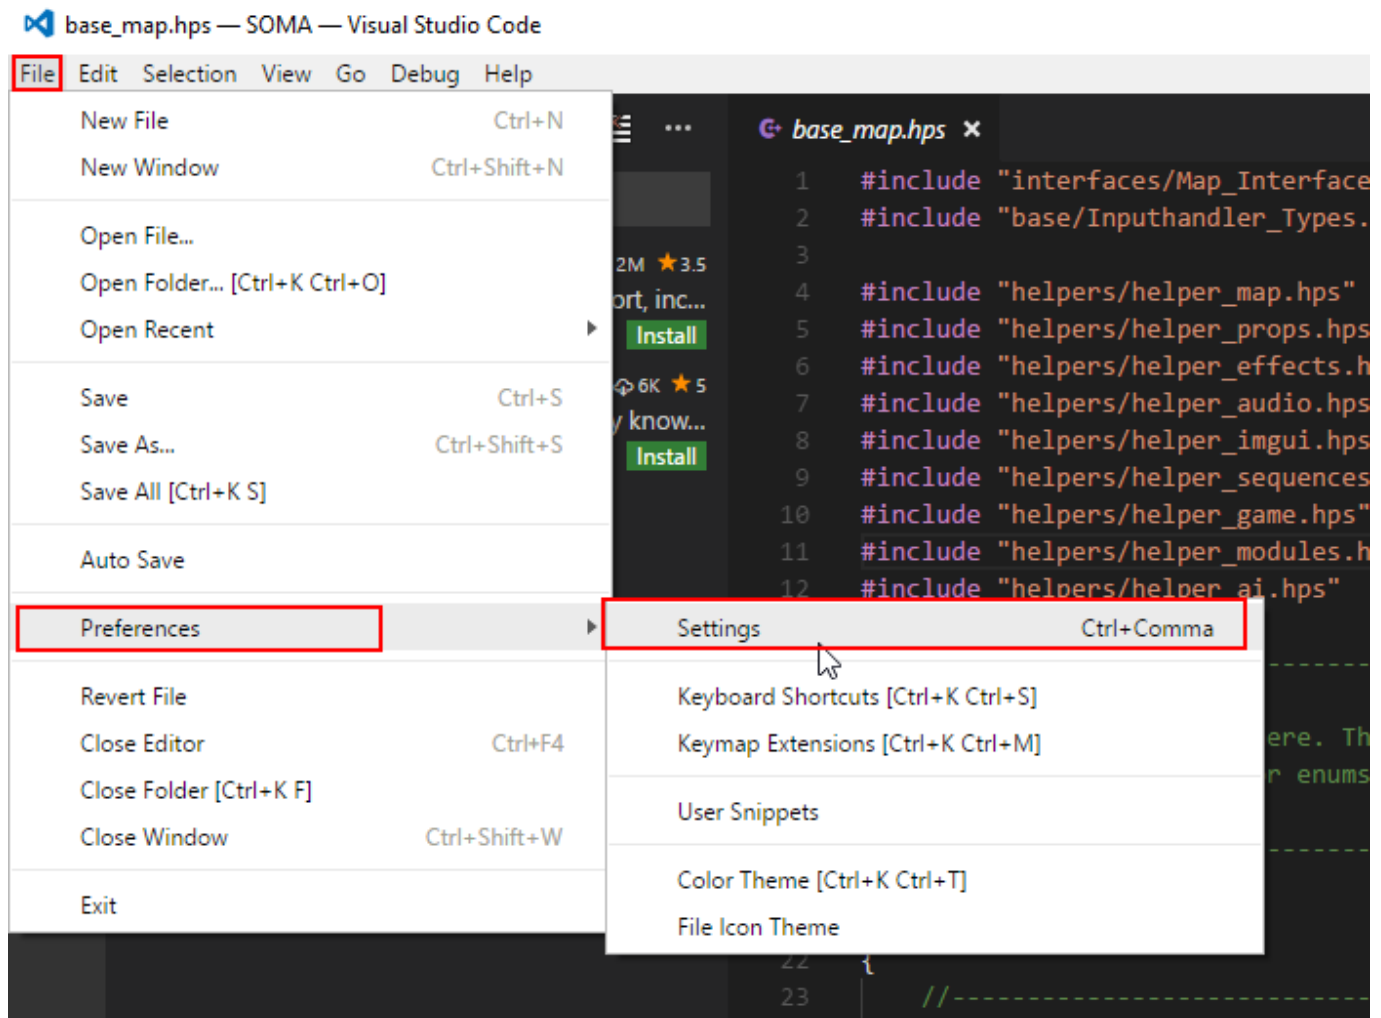 base_map.hps — SOMA — Visual Studio Code
File Edit Selection View Go Debug Help
New File Ctrl+N
New Window Ctrl+Shift+N
Open File...
Open Folder... [Ctrl+K Ctrl+O]
Open Recent
Save Ctrl+S
Save As... Ctrl+Shift+S
Save All [Ctrl+K S]
Auto Save
Preferences
Revert File
Close Editor Ctrl+F4
Close Folder [Ctrl+K F]
Close Window Ctrl+Shift+W
Exit
Settings Ctrl+Comma
Keyboard Shortcuts [Ctrl+K Ctrl+S]
Keymap Extensions [Ctrl+K Ctrl+M]
User Snippets
Color Theme [Ctrl+K Ctrl+T]
File Icon Theme
2M ★3.5
ort, inc...
Install
6K ★5
know...
Install
base_map.hps ×
1 #include "interfaces/Map_Interface
2 #include "base/Inputhandler_Types.
3
4 #include "helpers/helper_map.hps"
5 #include "helpers/helper_props.hps
6 #include "helpers/helper_effects.h
7 #include "helpers/helper_audio.hps
8 #include "helpers/helper_imgui.hps
9 #include "helpers/helper_sequences
10 #include "helpers/helper_game.hps"
11 #include "helpers/helper_modules.h
12 #include "helpers/helper_ai.hps"
ere. Th
r enums
22 {
23 //----------------------------